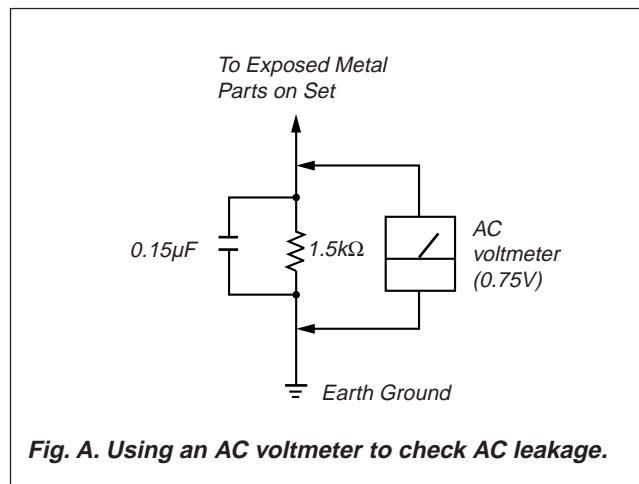 To Exposed Metal
Parts on Set
0.15µF
1.5kΩ
AC
voltmeter
(0.75V)
Earth Ground
Fig. A. Using an AC voltmeter to check AC leakage.